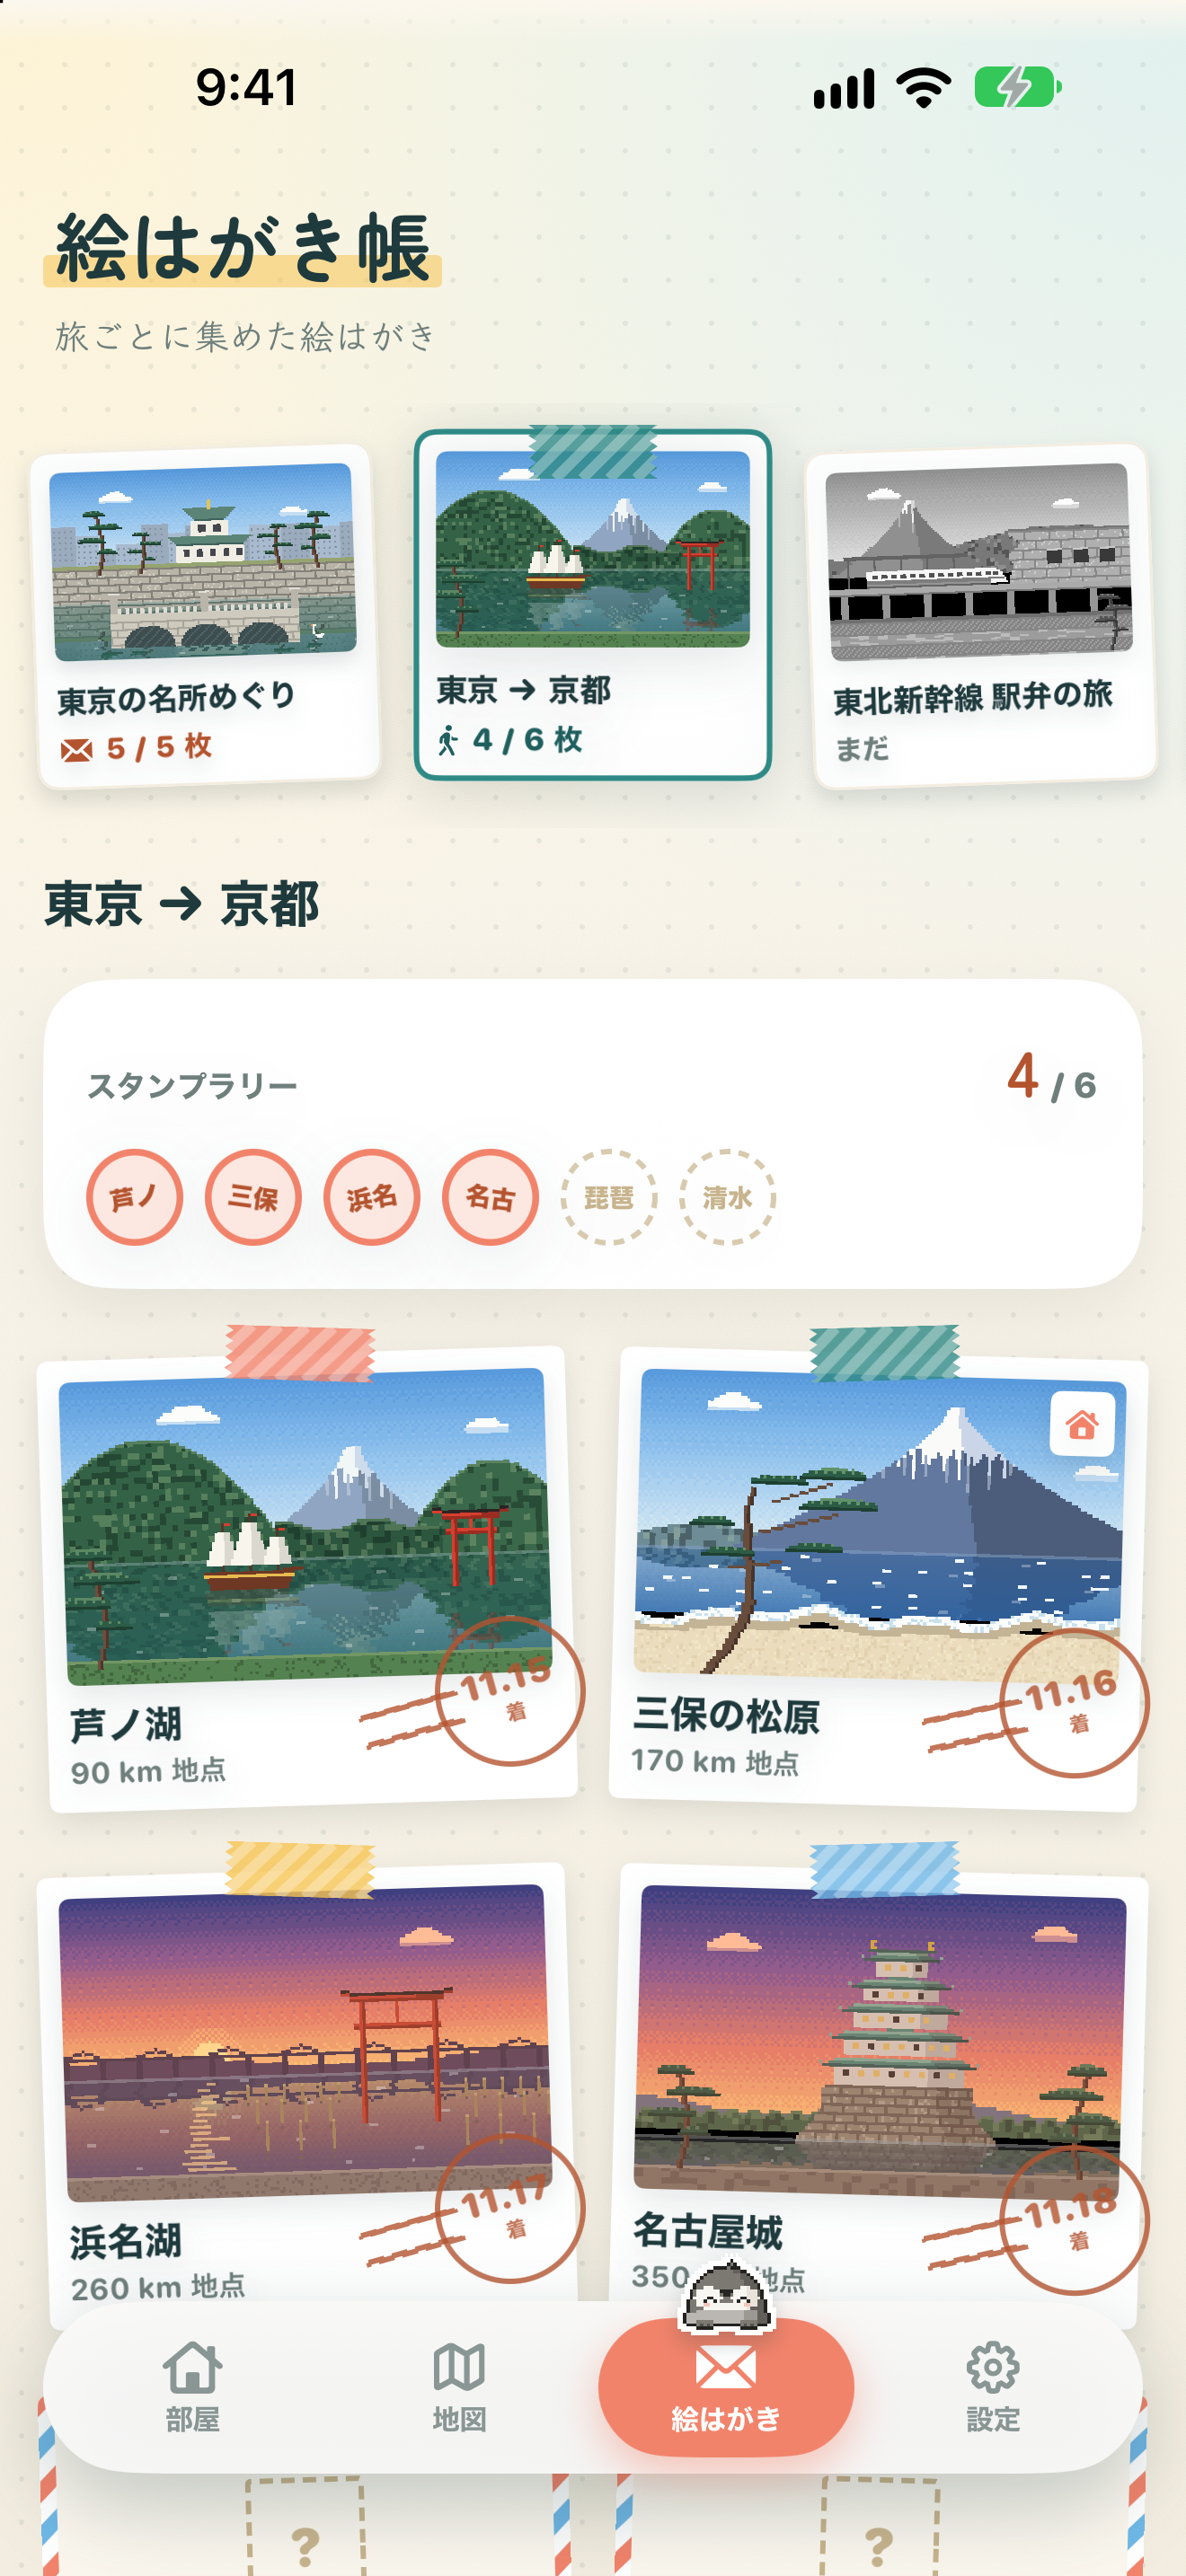 9:41
絵はがき帳
旅ごとに集めた絵はがき
東京の名所めぐり
5 / 5 枚
東京 → 京都
4 / 6 枚
東北新幹線 駅弁の旅
まだ
東京 → 京都
スタンプラリー
4 / 6
芦ノ
三保
浜名
名古
琵琶
清水
11.15
着
芦ノ湖
90 km 地点
11.16
着
三保の松原
170 km 地点
11.17
着
浜名湖
260 km 地点
11.18
着
名古屋城
350 地点
部屋
地図
絵はがき
設定
?
?